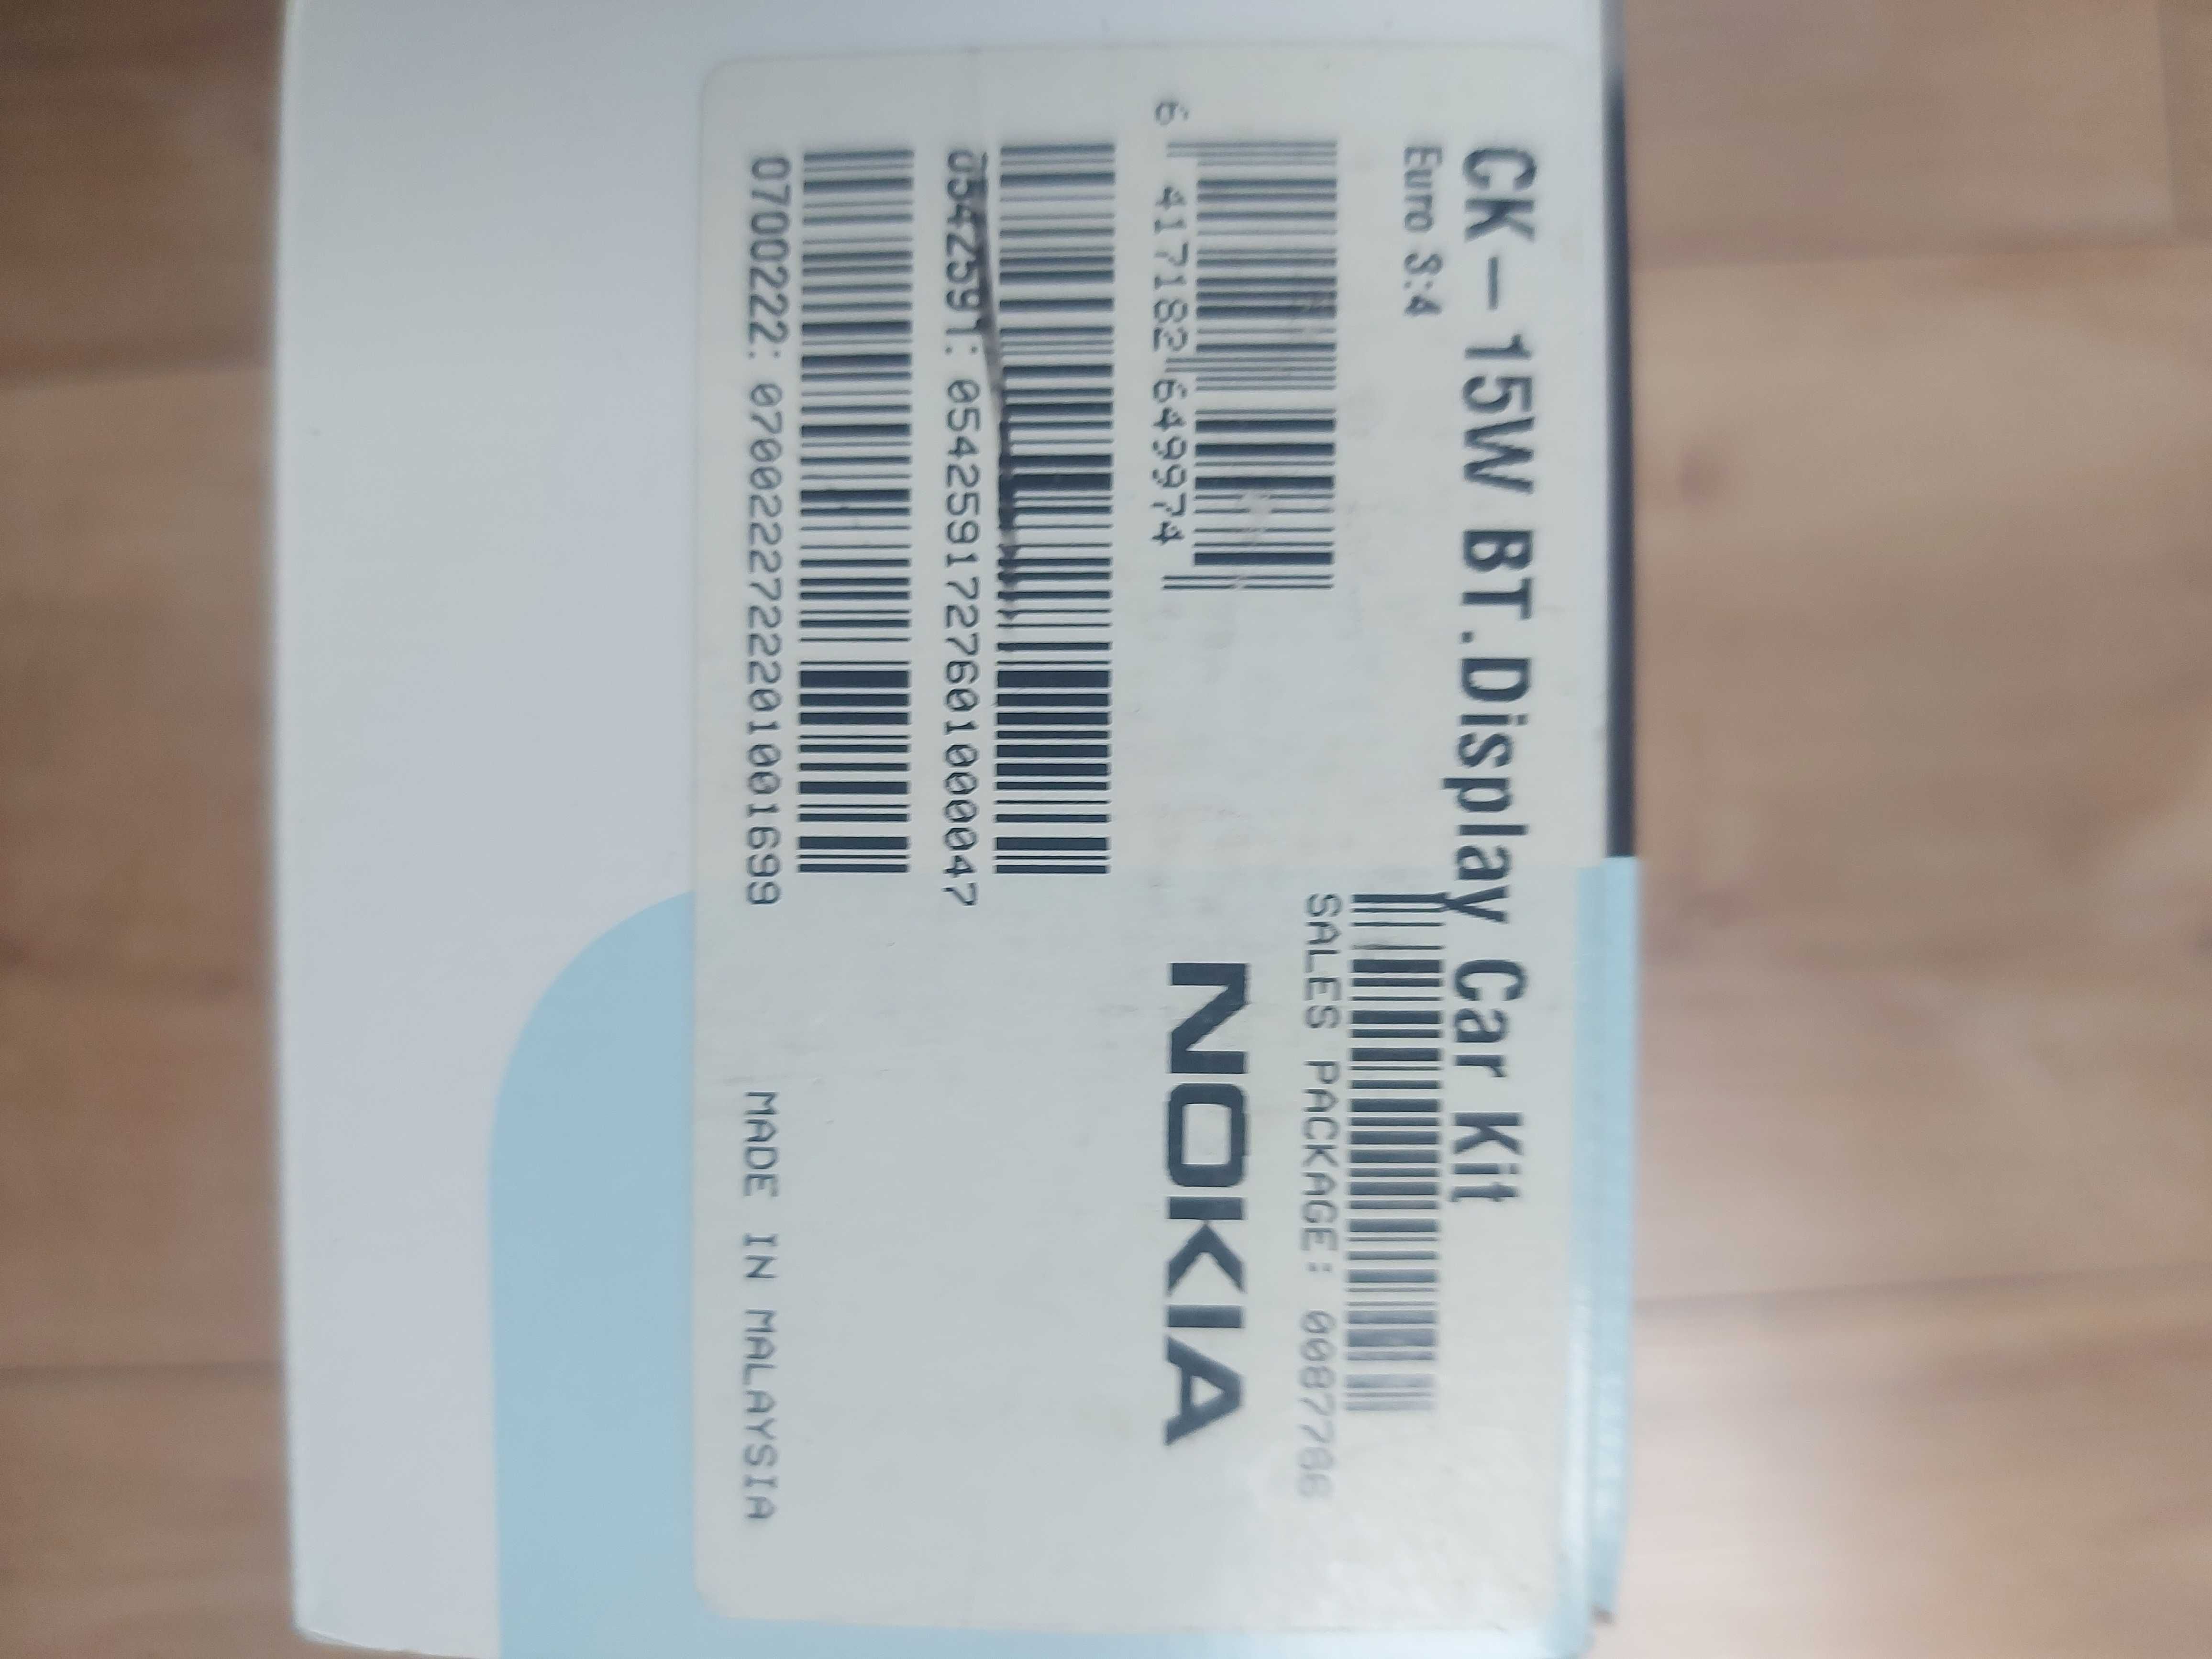 CK-15W BT.Display Car Kit
Euro S:4
SALES PACKAGE: 0087786
6 417182 649974
NOKIA
0542591: 0542591727601000047
0700222: 0700222722201001699
MADE IN MALAYSIA